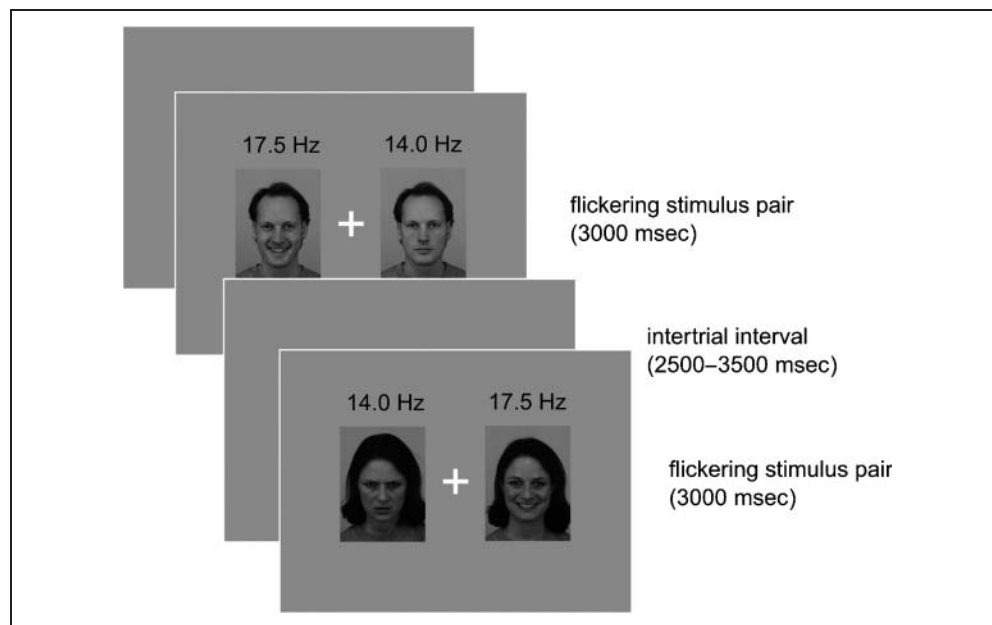 17.5 Hz 14.0 Hz
flickering stimulus pair
(3000 msec)
intertrial interval
(2500–3500 msec)
14.0 Hz 17.5 Hz
flickering stimulus pair
(3000 msec)